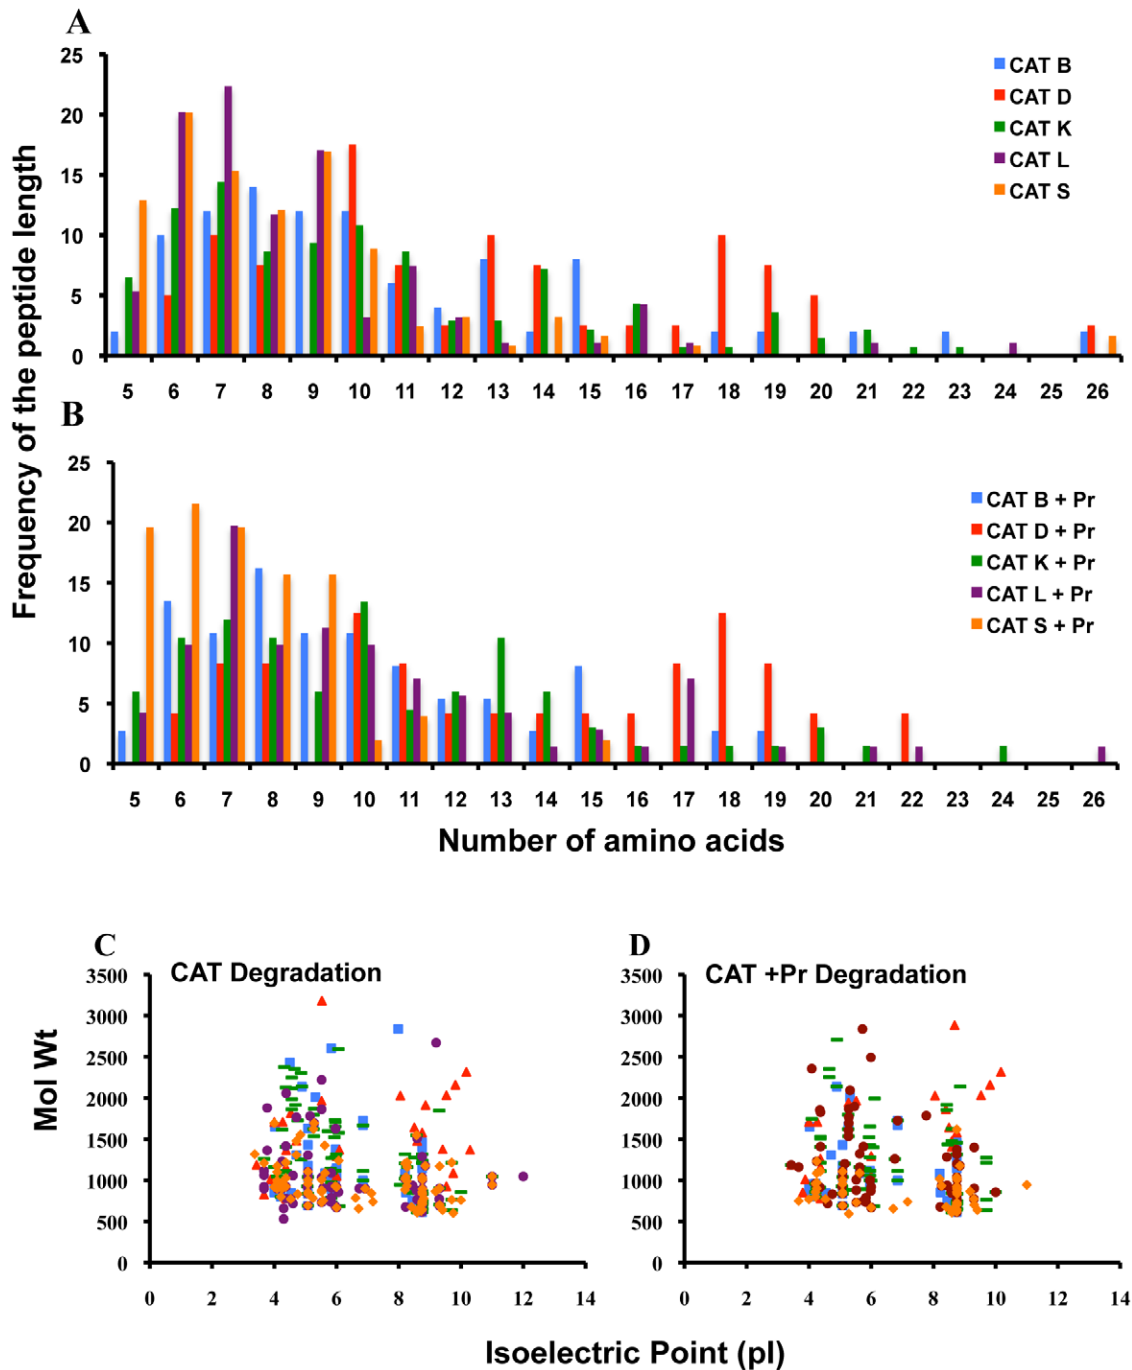 A
Frequency of the peptide length
25
20
15
10
5
0
CAT B
CAT D
CAT K
CAT L
CAT S
5 6 7 8 9 10 11 12 13 14 15 16 17 18 19 20 21 22 23 24 25 26
B
25
20
15
10
5
0
CAT B + Pr
CAT D + Pr
CAT K + Pr
CAT L + Pr
CAT S + Pr
5 6 7 8 9 10 11 12 13 14 15 16 17 18 19 20 21 22 23 24 25 26
Number of amino acids
C
CAT Degradation
Mol Wt
3500
3000
2500
2000
1500
1000
500
0
0 2 4 6 8 10 12 14
D
CAT +Pr Degradation
3500
3000
2500
2000
1500
1000
500
0
0 2 4 6 8 10 12 14
Isoelectric Point (pI)